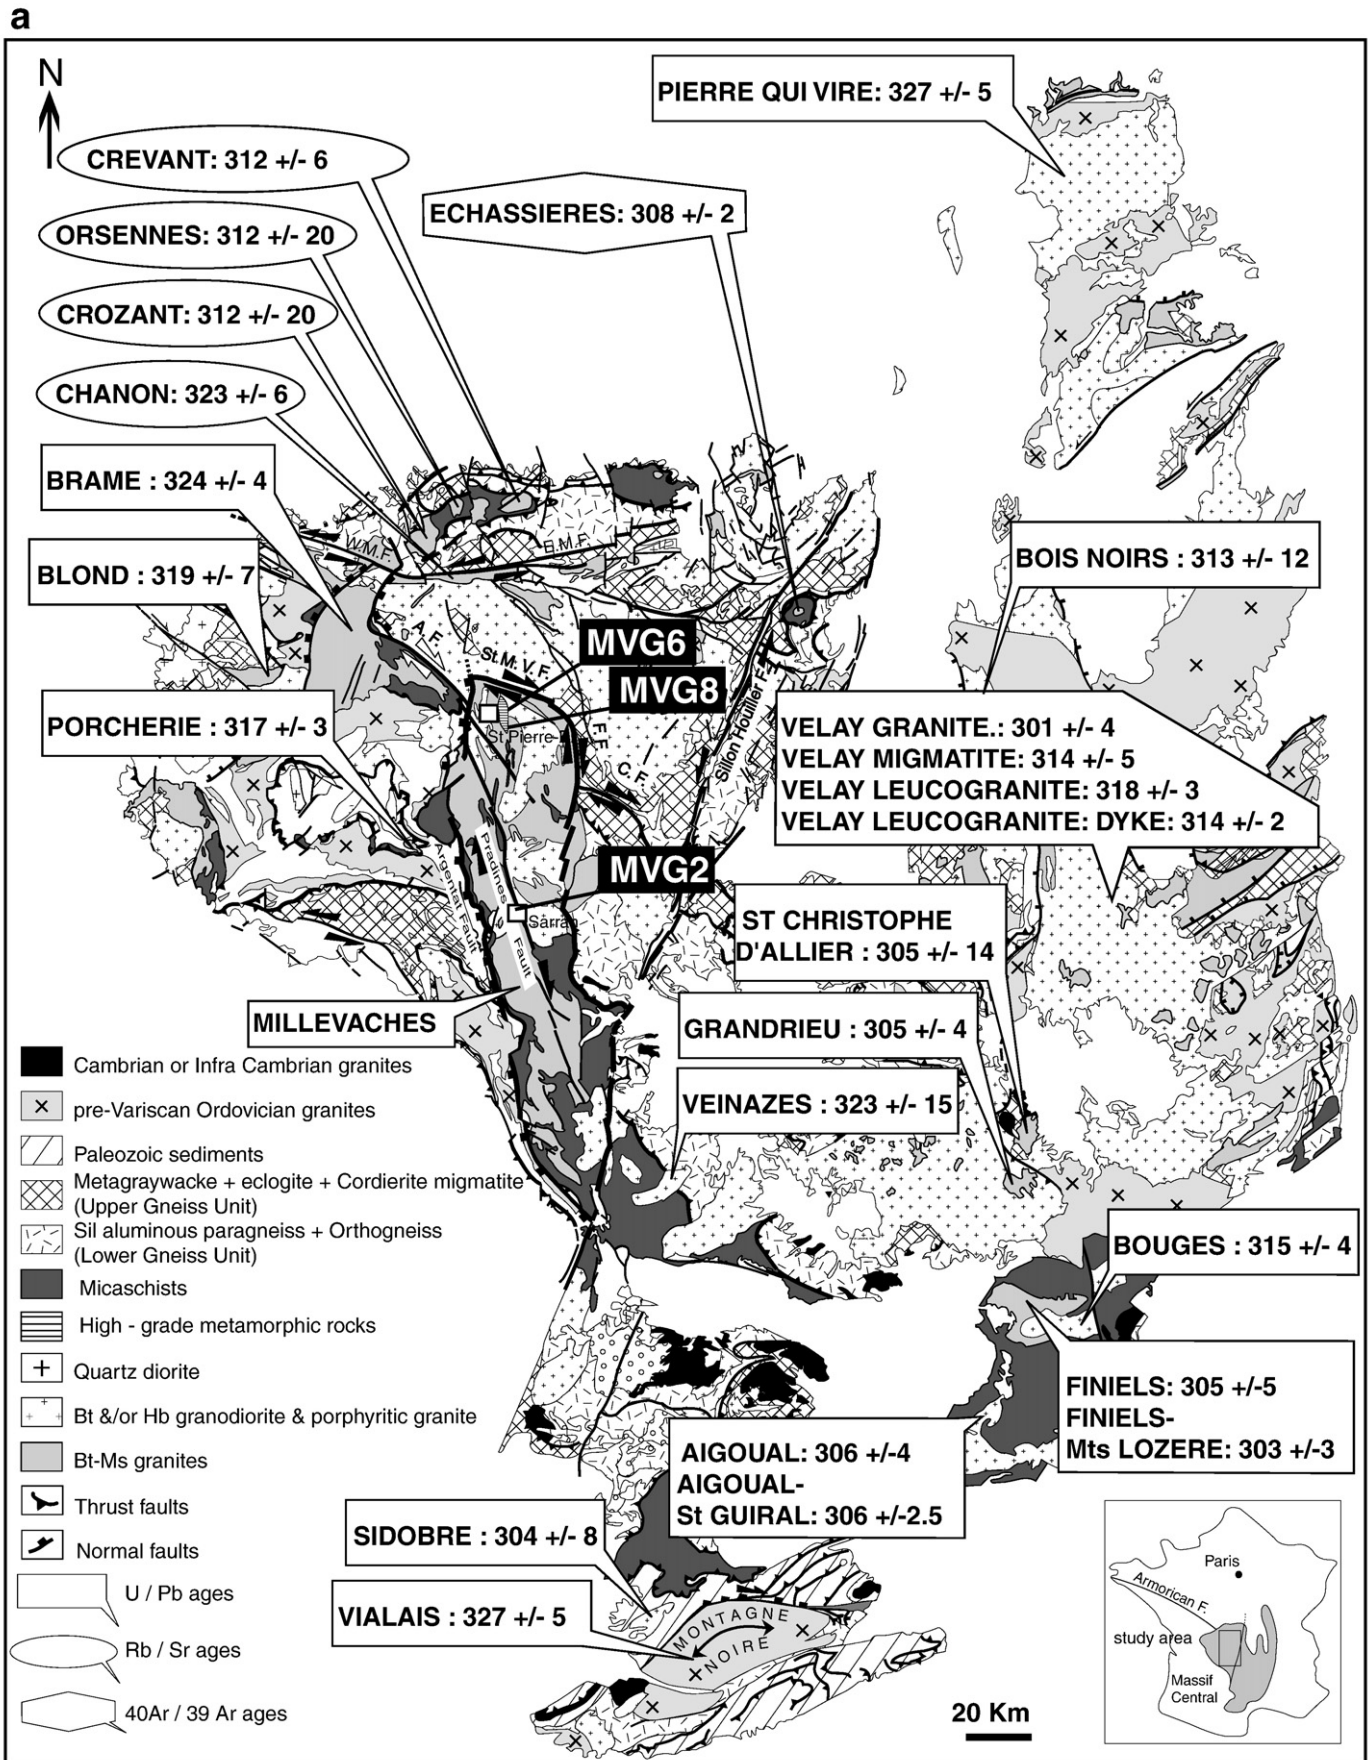 a
N
PIERRE QUI VIRE: 327 +/- 5
CREVANT: 312 +/- 6
ECHASSIERES: 308 +/- 2
ORSENNES: 312 +/- 20
CROZANT: 312 +/- 20
CHANON: 323 +/- 6
BRAME : 324 +/- 4
W.M.F.
E.M.F.
BLOND : 319 +/- 7
BOIS NOIRS : 313 +/- 12
A.F.
St M. V. F.
MVG6
MVG8
PORCHERIE : 317 +/- 3
St Pierre
F.F.
C.F.
Sillon Houiller F.
VELAY GRANITE.: 301 +/- 4
VELAY MIGMATITE: 314 +/- 5
VELAY LEUCOGRANITE: 318 +/- 3
VELAY LEUCOGRANITE: DYKE: 314 +/- 2
Argentat Fault
Pradines
Fault
MVG2
Sarran
ST CHRISTOPHE
D'ALLIER : 305 +/- 14
MILLEVACHES
GRANDRIEU : 305 +/- 4
VEINAZES : 323 +/- 15
BOUGES : 315 +/- 4
FINIELS: 305 +/-5
FINIELS-
Mts LOZERE: 303 +/-3
AIGOUAL: 306 +/-4
AIGOUAL-
St GUIRAL: 306 +/-2.5
SIDOBRE : 304 +/- 8
VIALAIS : 327 +/- 5
MONTAGNE
NOIRE
Cambrian or Infra Cambrian granites
pre-Variscan Ordovician granites
Paleozoic sediments
Metagraywacke + eclogite + Cordierite migmatite
(Upper Gneiss Unit)
Sil aluminous paragneiss + Orthogneiss
(Lower Gneiss Unit)
Micaschists
High - grade metamorphic rocks
Quartz diorite
Bt &/or Hb granodiorite & porphyritic granite
Bt-Ms granites
Thrust faults
Normal faults
U / Pb ages
Rb / Sr ages
40Ar / 39 Ar ages
20 Km
Paris
Armorican F.
study area
Massif
Central